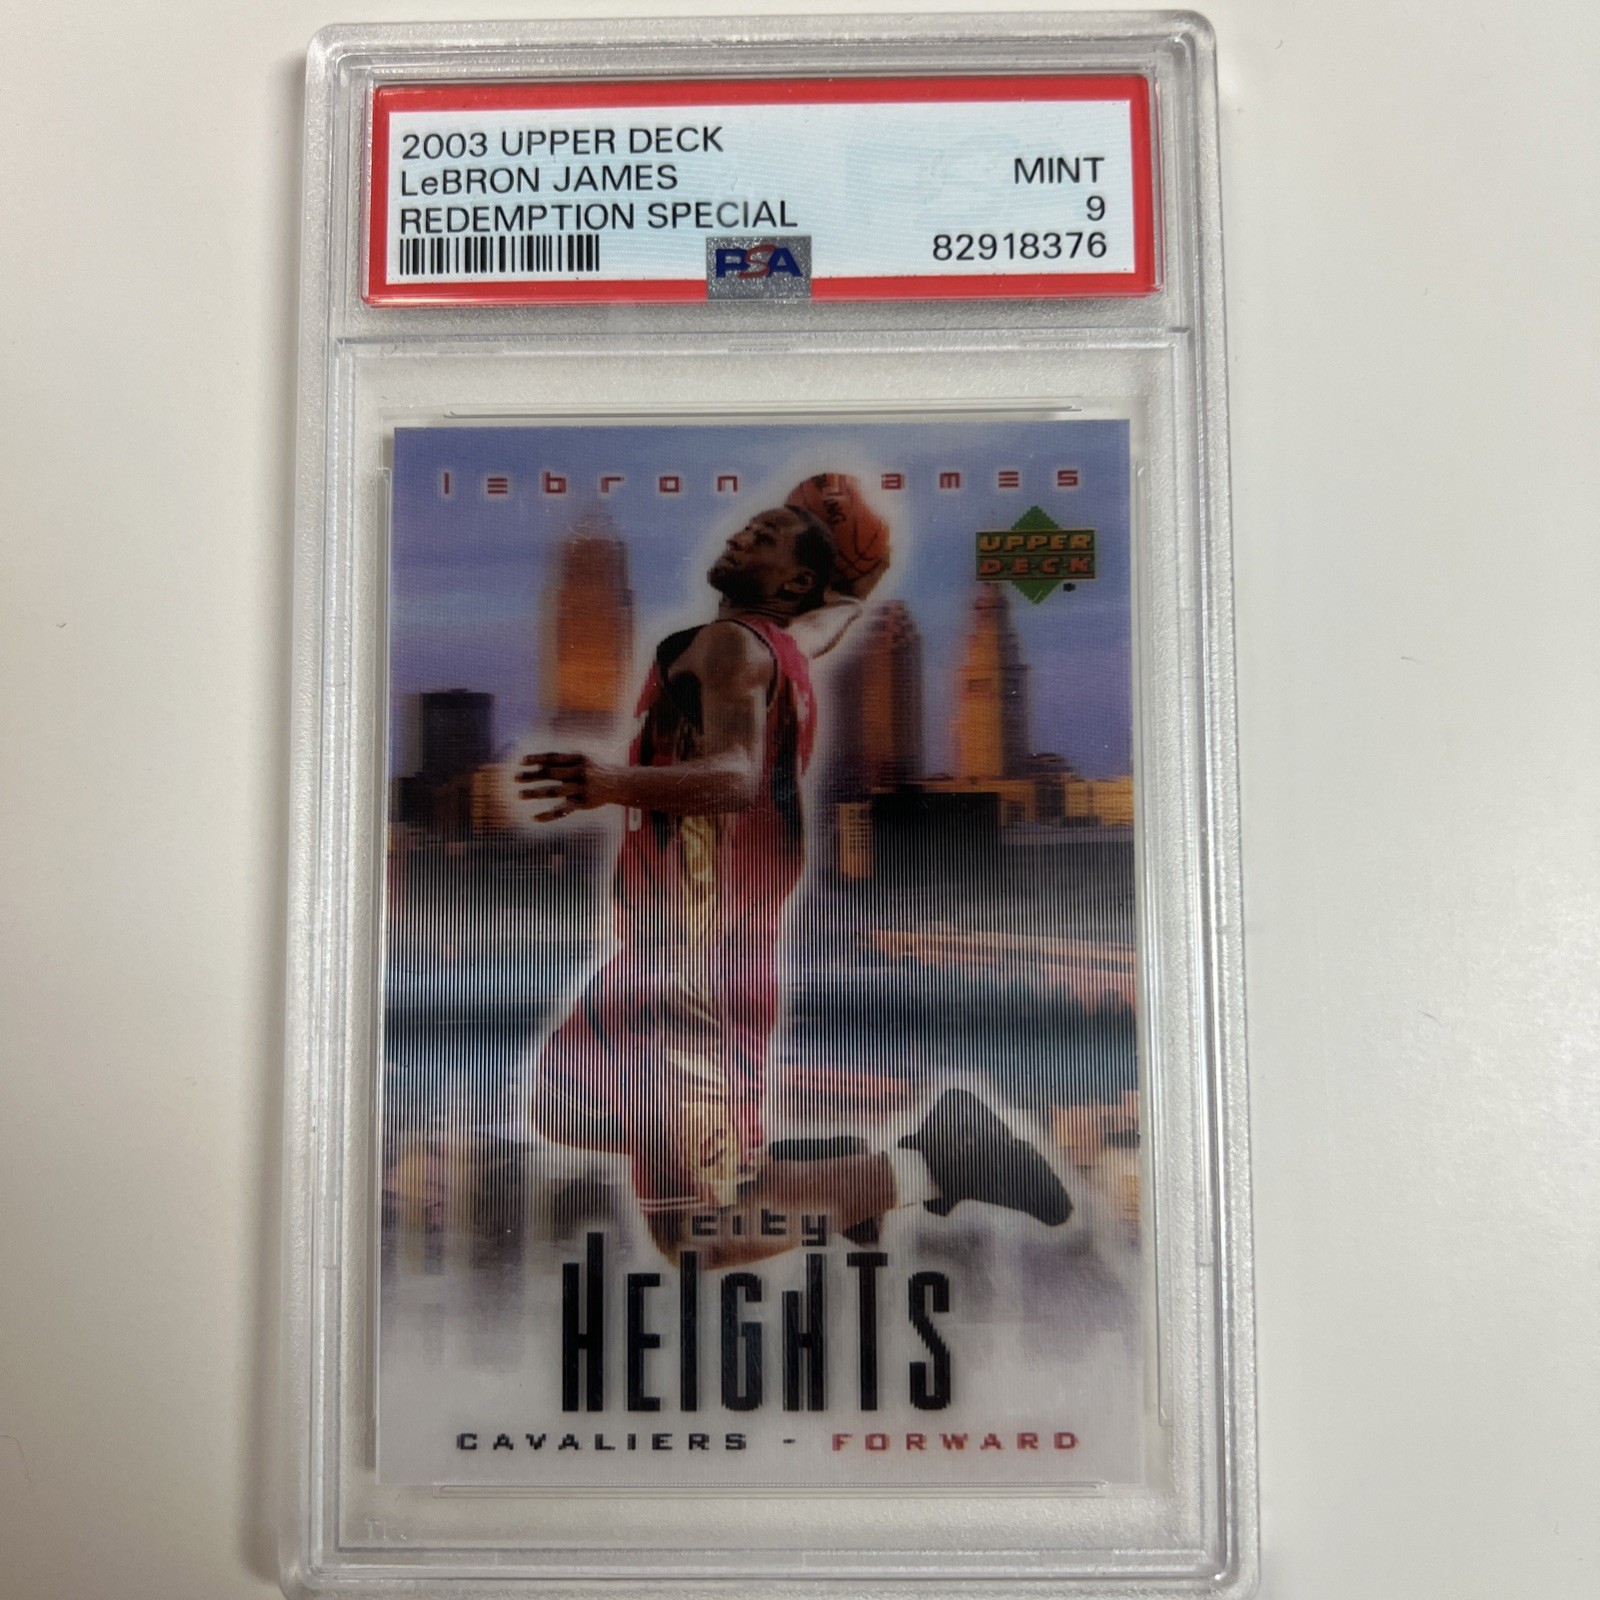 2003 UPPER DECK
LeBRON JAMES
REDEMPTION SPECIAL
MINT
9
82918376
PSA
lebron james
UPPER
DECK
city
HEIGHTS
CAVALIERS - FORWARD